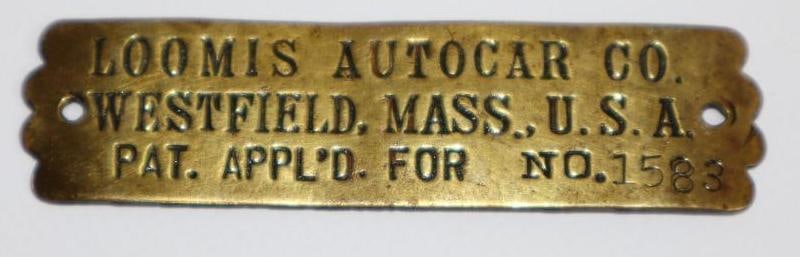 LOOMIS AUTOCAR CO.
WESTFIELD, MASS., U.S.A.
PAT. APPL'D. FOR NO. 1583